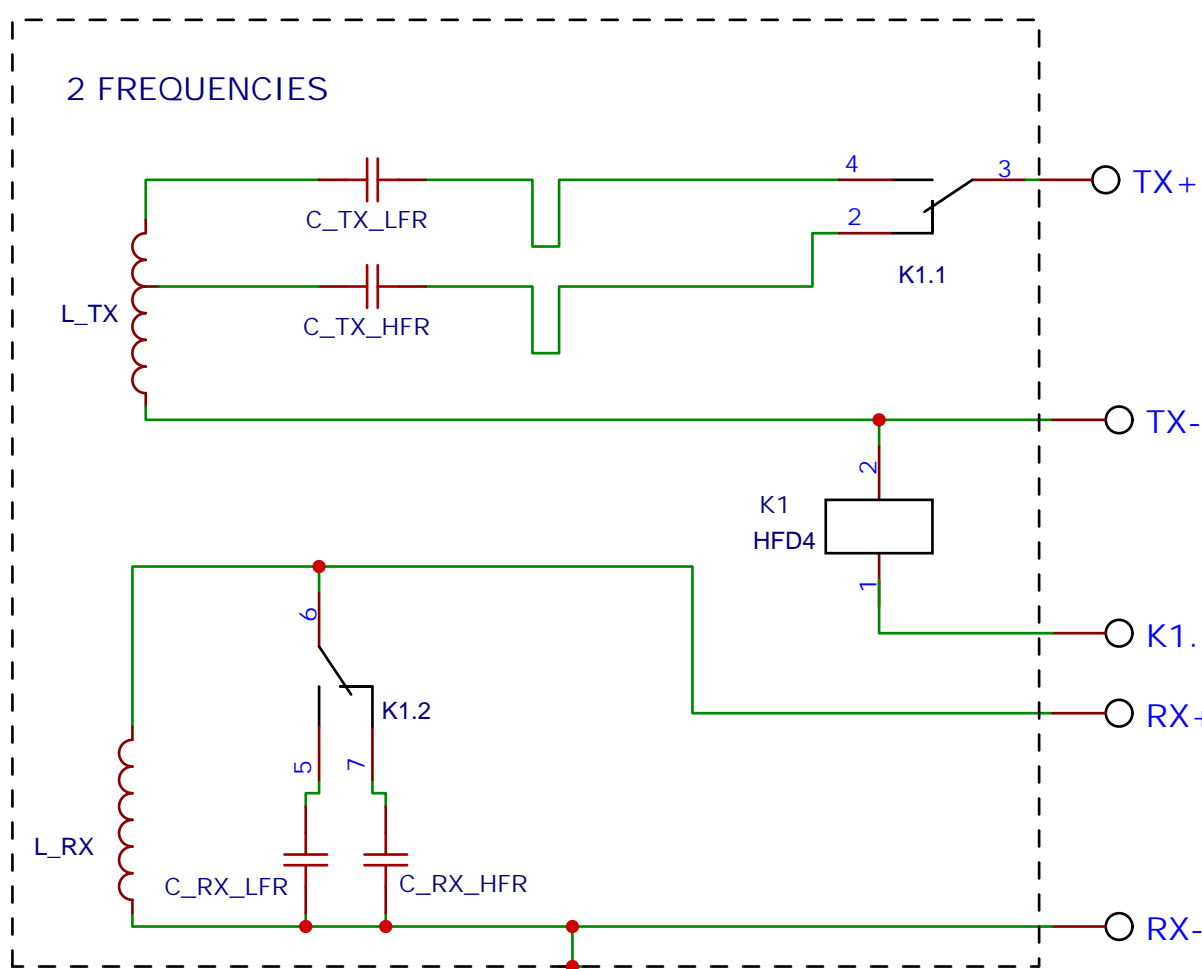 2 FREQUENCIES
4
3
TX+
C_TX_LFR
2
K1.1
L_TX
C_TX_HFR
TX-
2
K1
HFD4
1
6
K1.
K1.2
RX+
5
7
L_RX
C_RX_LFR
C_RX_HFR
RX-